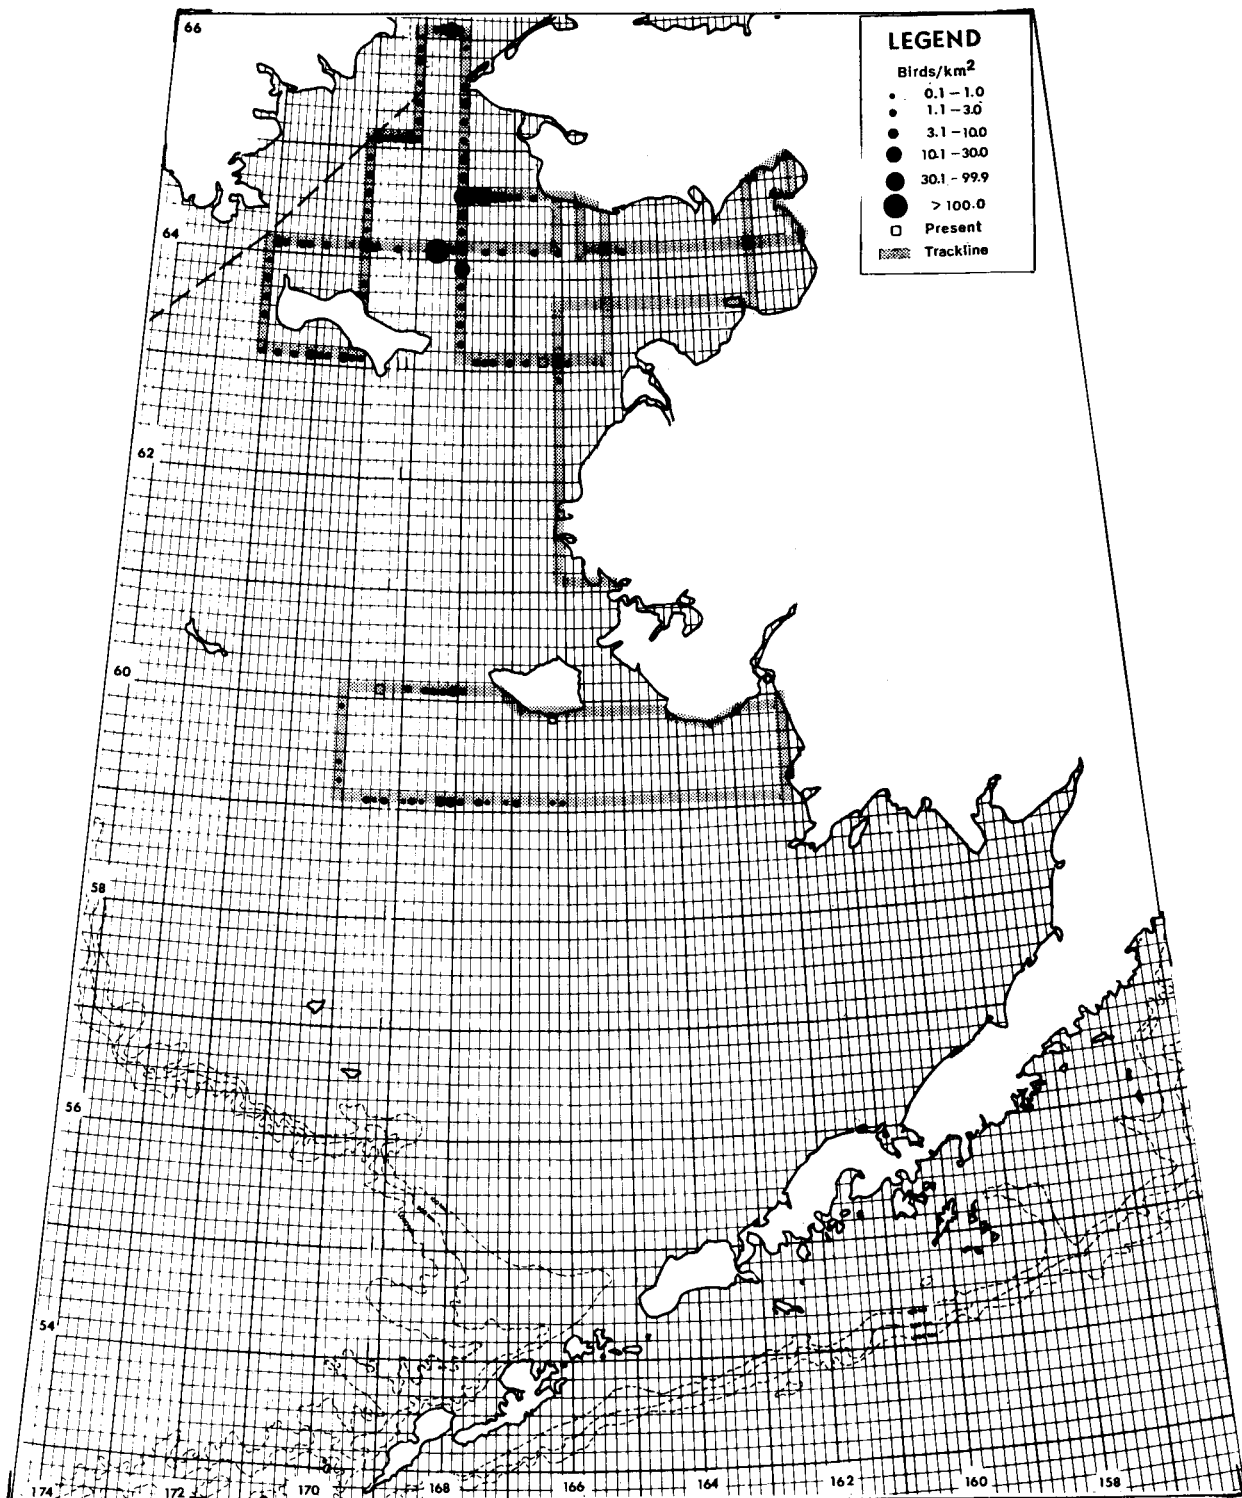 66
LEGEND
Birds/km²
0.1 – 1.0
1.1 – 3.0
3.1 – 10.0
10.1 – 30.0
30.1 – 99.9
> 100.0
Present
Trackline
64
62
60
58
56
54
174 172 170 168 166 164 162 160 158